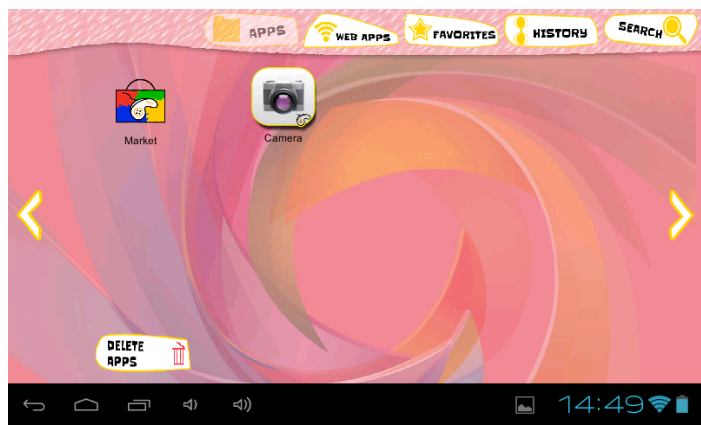 APPS
WEB APPS
FAVORITES
HISTORY
SEARCH
Market
Camera
DELETE
APPS
14:49